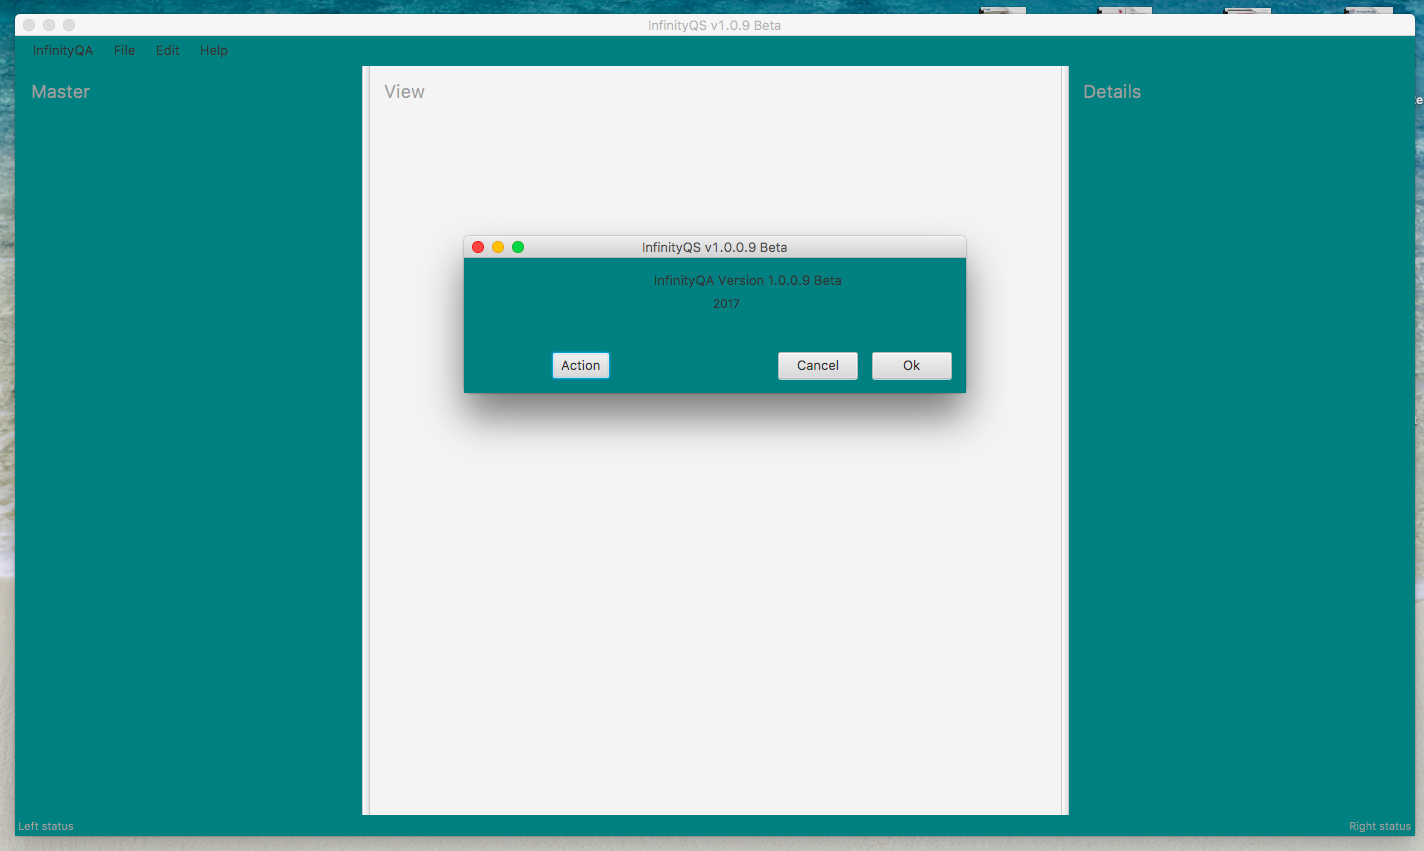 InfinityQS v1.0.9 Beta
InfinityQA File Edit Help
Master
View
Details
InfinityQS v1.0.0.9 Beta
InfinityQA Version 1.0.0.9 Beta
2017
Action
Cancel
Ok
Left status
Right status